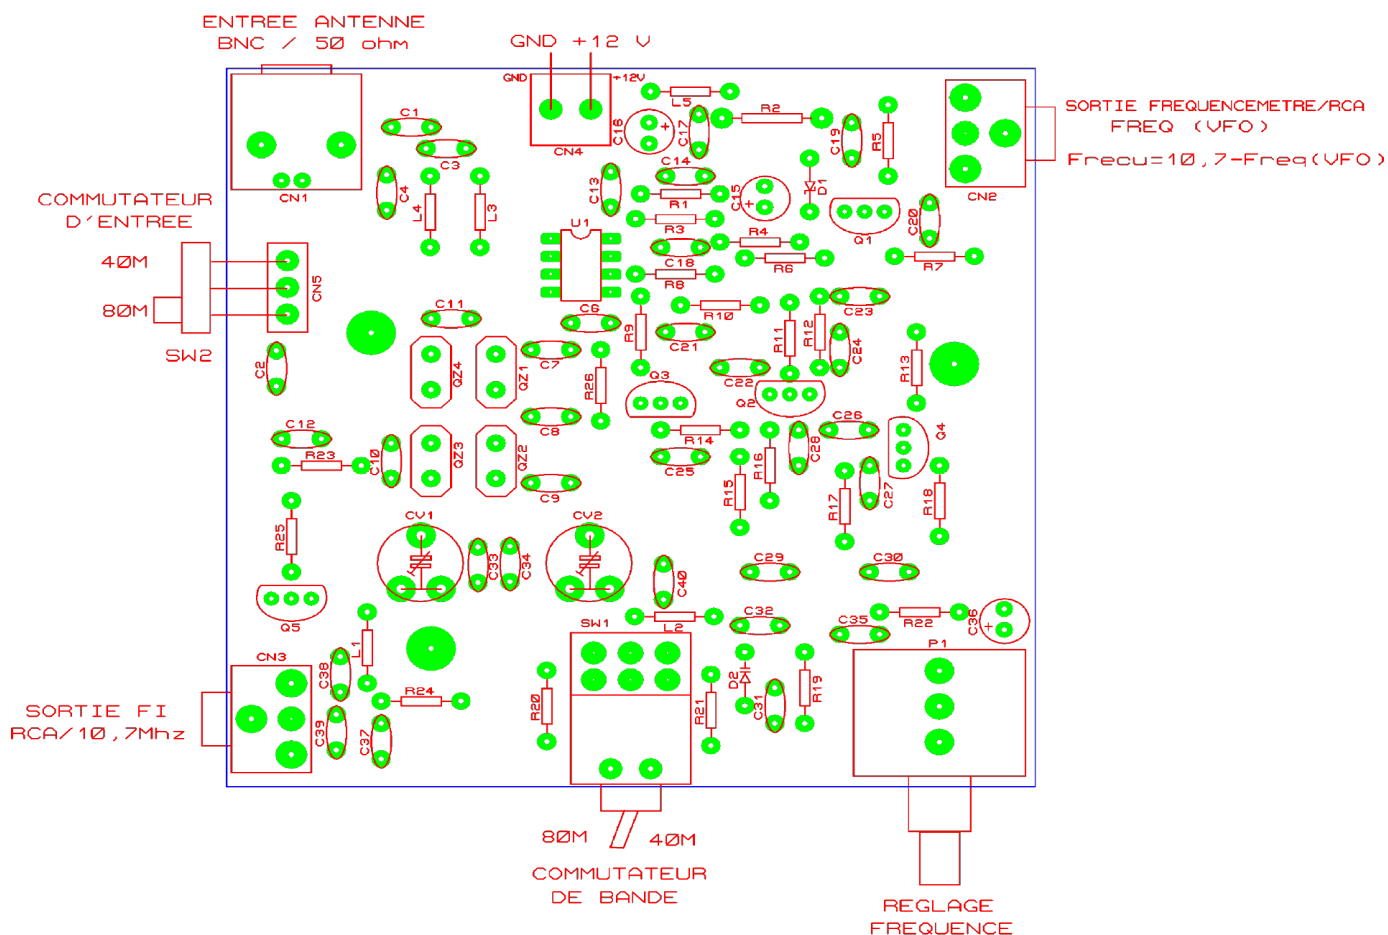 ENTREE ANTENNE
BNC / 50 ohm
GND +12 V
GND
+12V
CN4
CN1
C1
C3
C4
L4
L3
C16
+
L5
C17
R2
C19
R5
SORTIE FREQUENCEMETRE/RCA
FREQ (VFO)
Frecu=10,7-Freq(VFO)
CN2
C14
C13
R1
C15
+
D1
Q1
C20
R7
COMMUTATEUR
D'ENTREE
40M
80M
SW2
CN5
U1
R3
R4
C18
R6
R8
C2
C11
C6
R9
R10
C21
R11
R12
C23
C24
R13
QZ4
QZ1
C7
R26
Q3
C22
Q2
C12
R23
C10
QZ3
QZ2
C8
C9
R14
C25
R15
R16
C28
C26
Q4
R17
C27
R18
R25
Q5
CV1
C33
C34
CV2
C40
C29
C30
L2
C32
C35
R22
C36
+
CN3
C38
L1
R24
C39
C37
SORTIE FI
RCA/10,7Mhz
SW1
R20
R21
D2
C31
R19
P1
80M
40M
COMMUTATEUR
DE BANDE
REGLAGE
FREQUENCE